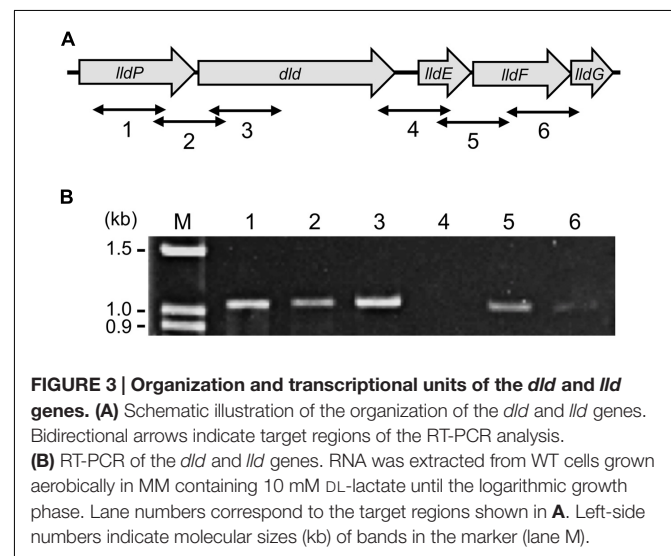 A
lldP dld lldE lldF lldG
1 2 3 4 5 6
B
(kb) M 1 2 3 4 5 6
1.5
1.0
0.9
FIGURE 3 | Organization and transcriptional units of the dld and lld
genes. (A) Schematic illustration of the organization of the dld and lld genes.
Bidirectional arrows indicate target regions of the RT-PCR analysis.
(B) RT-PCR of the dld and lld genes. RNA was extracted from WT cells grown
aerobically in MM containing 10 mM DL-lactate until the logarithmic growth
phase. Lane numbers correspond to the target regions shown in A. Left-side
numbers indicate molecular sizes (kb) of bands in the marker (lane M).